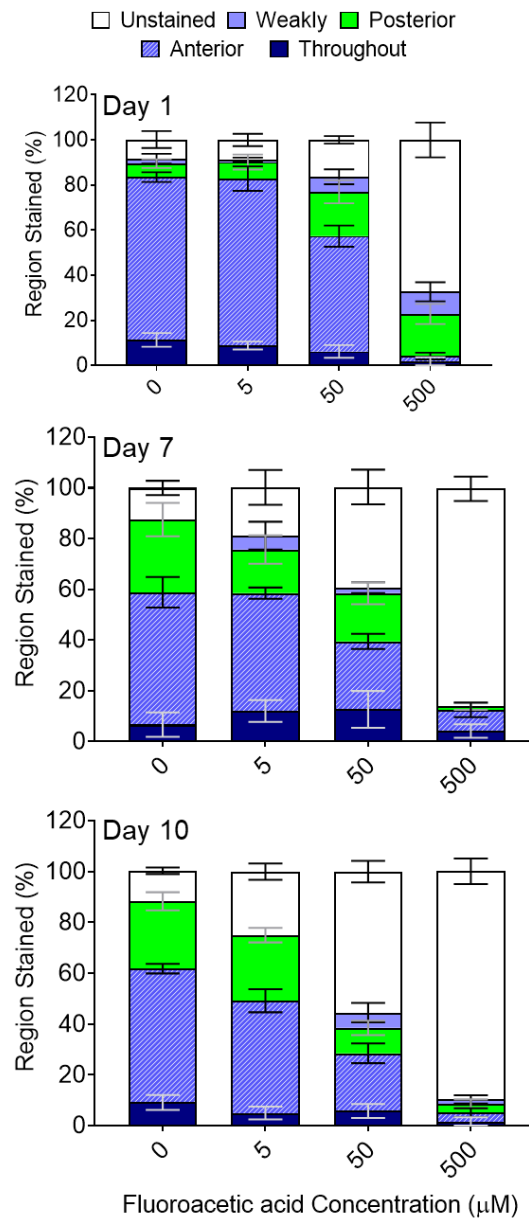 Unstained Weakly Posterior
Anterior Throughout
Day 1
Region Stained (%)
120
100
80
60
40
20
0
0 5 50 500
Day 7
Region Stained (%)
120
100
80
60
40
20
0
0 5 50 500
Day 10
Region Stained (%)
120
100
80
60
40
20
0
0 5 50 500
Fluoroacetic acid Concentration (μM)